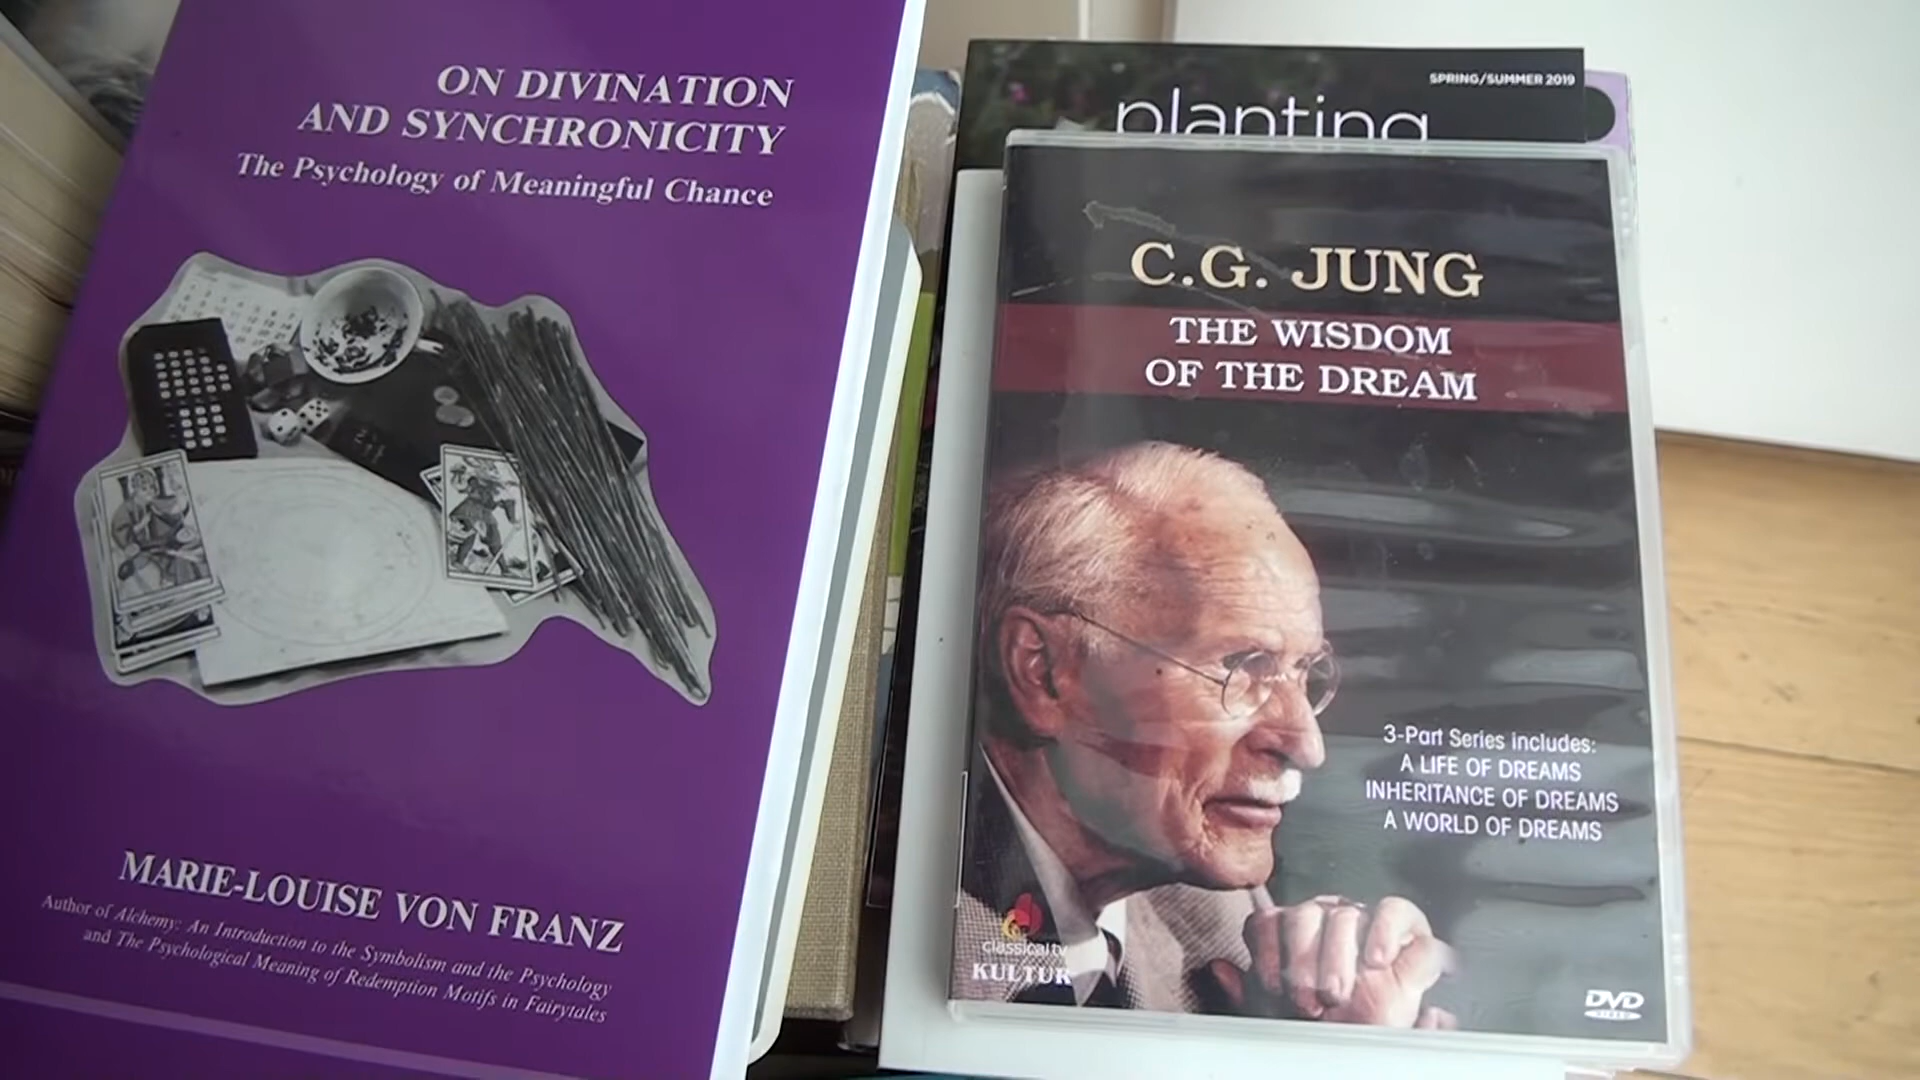 ON DIVINATION
AND SYNCHRONICITY
The Psychology of Meaningful Chance
MARIE-LOUISE VON FRANZ
Author of Alchemy: An Introduction to the Symbolism and the Psychology
and The Psychological Meaning of Redemption Motifs in Fairytales
SPRING/SUMMER 2019
planting
C.G. JUNG
THE WISDOM
OF THE DREAM
3-Part Series includes:
A LIFE OF DREAMS
INHERITANCE OF DREAMS
A WORLD OF DREAMS
classical tv
KULTUR
DVD
VIDEO